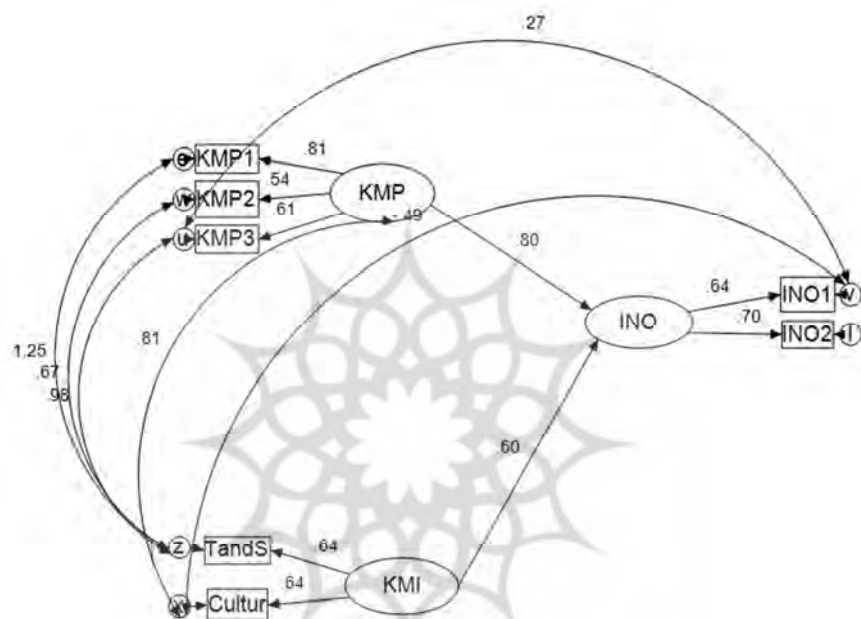 .27
e KMP1
.81
KMP
w KMP2
.54
u KMP3
.61
-.49
.80
.64
INO1 v
INO
.70
INO2
1.25
.67
.98
.81
.60
z TandS
.64
KMI
.64
Cultur